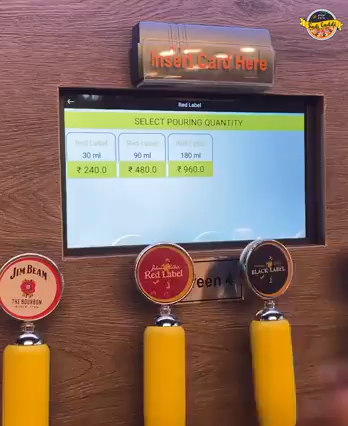 Insert Card Here
Red Label
SELECT POURING QUANTITY
Red Label Red Label Red Label
30 ml 90 ml 180 ml
₹ 240.0 ₹ 480.0 ₹ 960.0
JIM BEAM
THE BOURBON
Red Label
BLACK LABEL